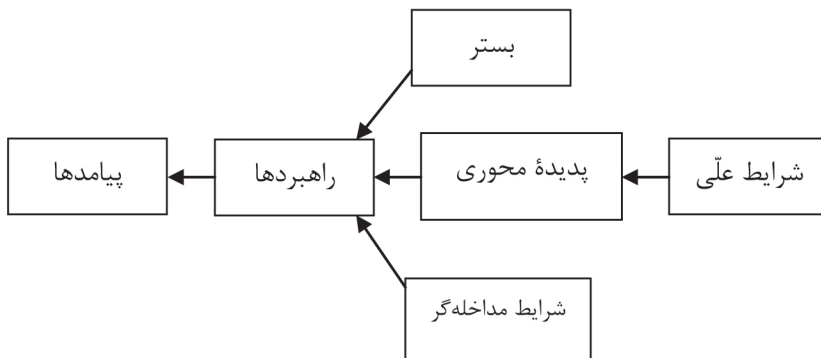 بستر
شرایط علّی
پدیدهٔ محوری
راهبردها
پیامدها
شرایط مداخله‌گر